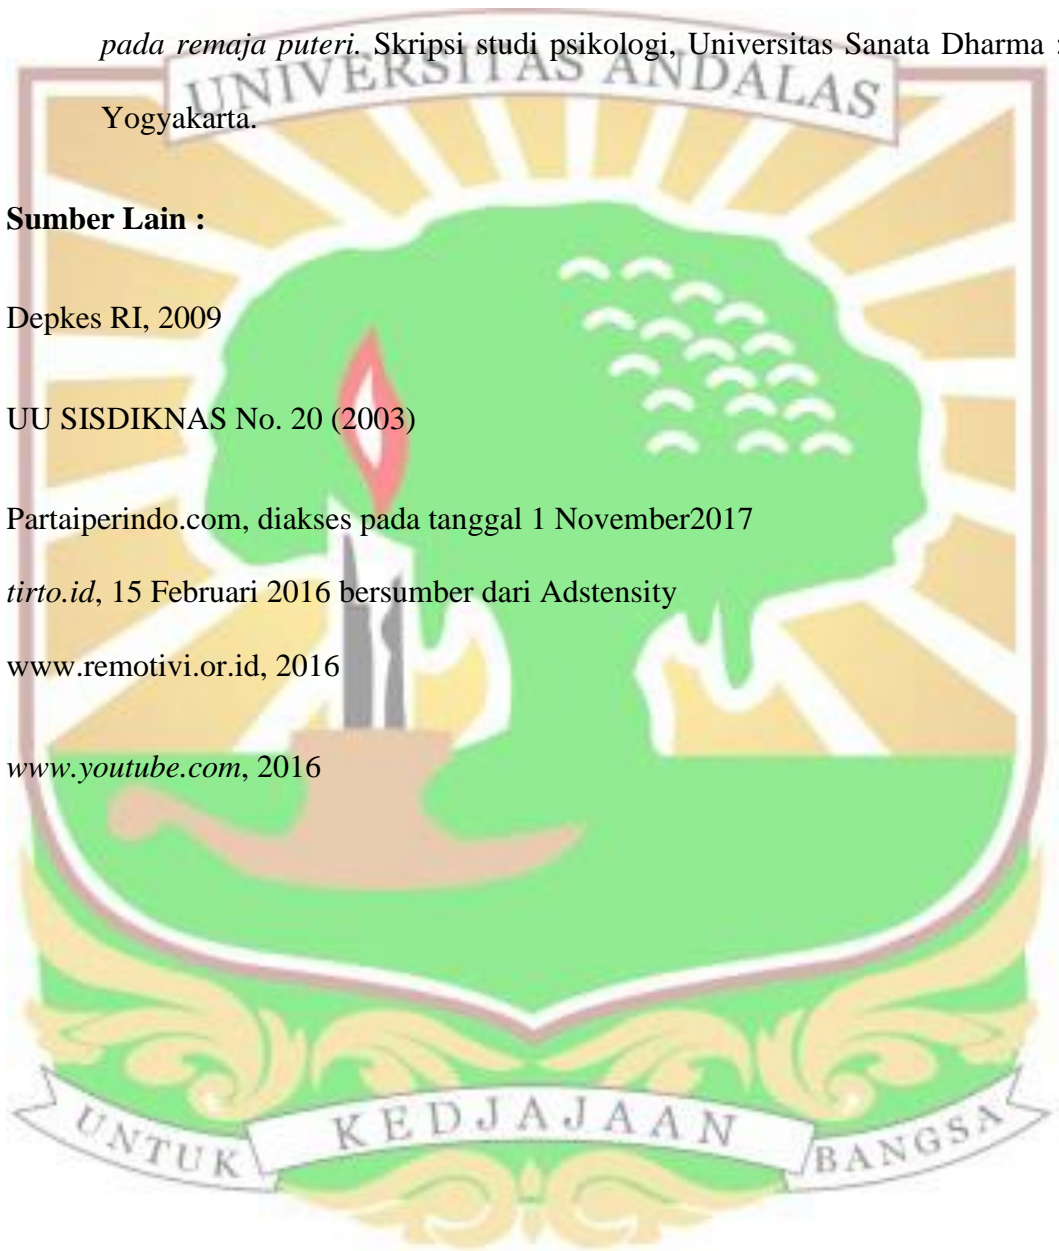 pada remaja puteri. Skripsi studi psikologi, Universitas Sanata Dharma :
UNIVERSITAS ANDALAS
Yogyakarta.
Sumber Lain :
Depkes RI, 2009
UU SISDIKNAS No. 20 (2003)
Partaiperindo.com, diakses pada tanggal 1 November2017
tirto.id, 15 Februari 2016 bersumber dari Adstensity
www.remotivi.or.id, 2016
www.youtube.com, 2016
UNTUK KEDJAJAAN BANGSA